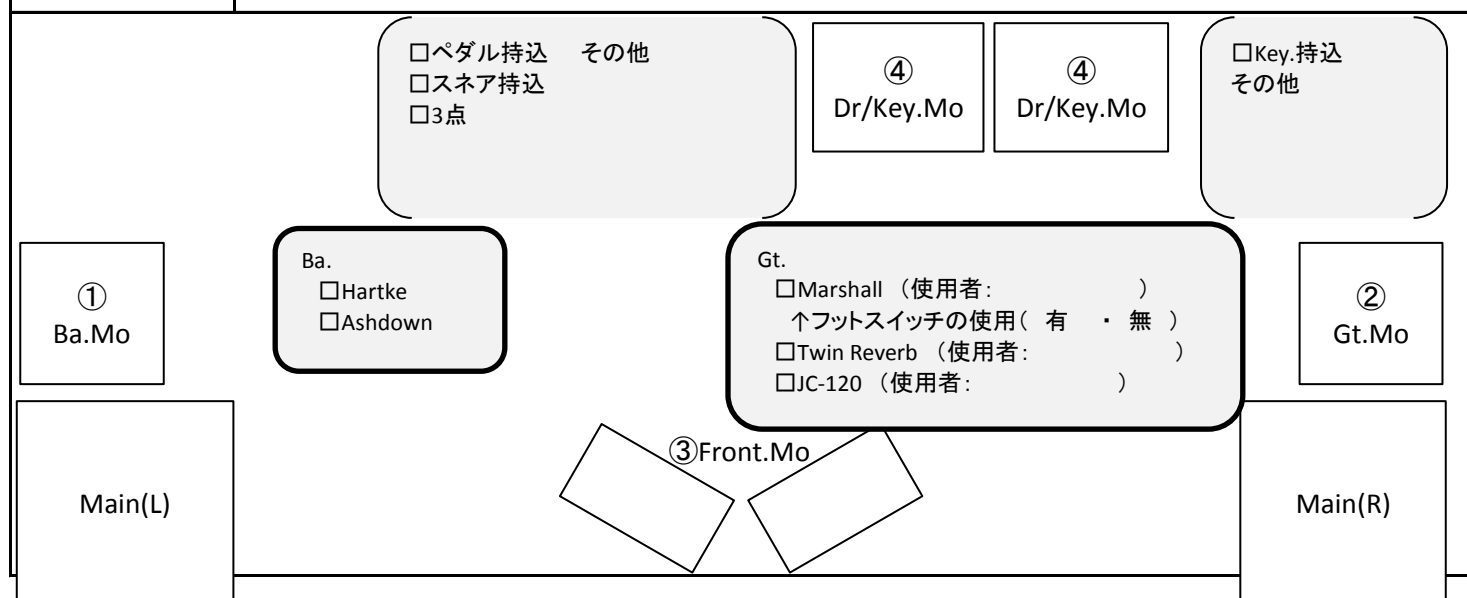 □ペダル持込　その他
□スネア持込
□3点
④
Dr/Key.Mo
④
Dr/Key.Mo
□Key.持込
その他
①
Ba.Mo
Ba.
□Hartke
□Ashdown
Gt.
□Marshall （使用者：　　　　　　　）
↑フットスイッチの使用（ 有　・ 無 ）
□Twin Reverb （使用者：　　　　　　　）
□JC-120 （使用者：　　　　　　　）
②
Gt.Mo
③Front.Mo
Main(L)
Main(R)